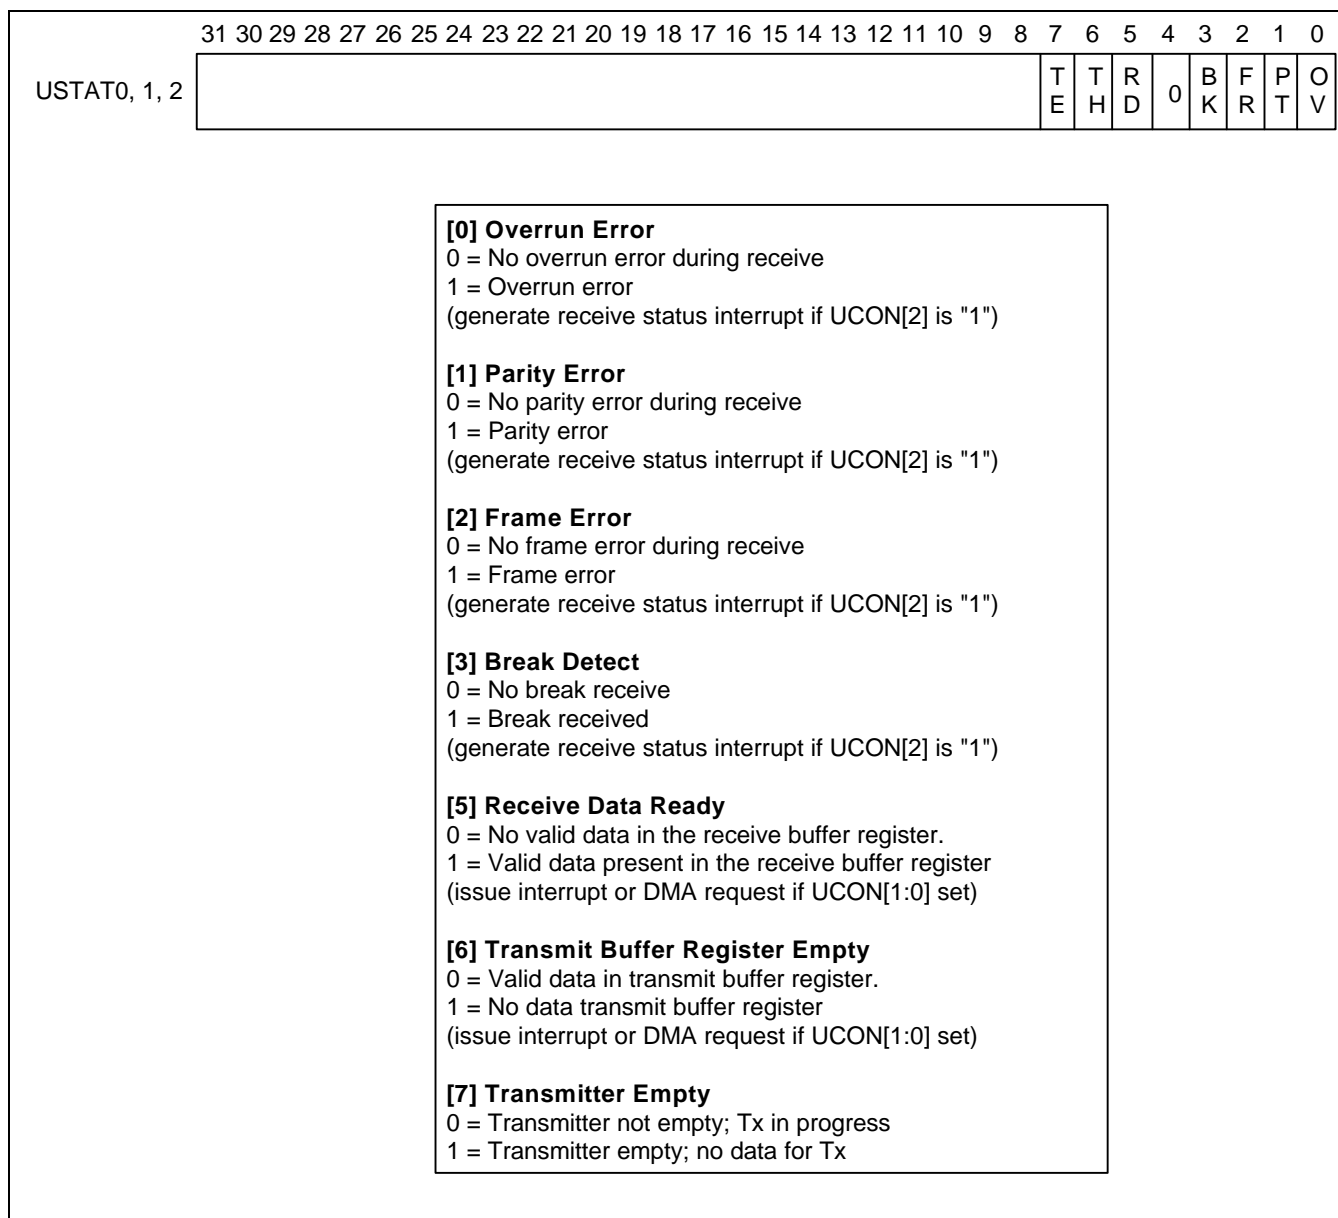 31 30 29 28 27 26 25 24 23 22 21 20 19 18 17 16 15 14 13 12 11 10 9 8 7 6 5 4 3 2 1 0
USTAT0, 1, 2
TE TH RD 0 BK FR PT OV
[0] Overrun Error
0 = No overrun error during receive
1 = Overrun error
(generate receive status interrupt if UCON[2] is "1")
[1] Parity Error
0 = No parity error during receive
1 = Parity error
(generate receive status interrupt if UCON[2] is "1")
[2] Frame Error
0 = No frame error during receive
1 = Frame error
(generate receive status interrupt if UCON[2] is "1")
[3] Break Detect
0 = No break receive
1 = Break received
(generate receive status interrupt if UCON[2] is "1")
[5] Receive Data Ready
0 = No valid data in the receive buffer register.
1 = Valid data present in the receive buffer register
(issue interrupt or DMA request if UCON[1:0] set)
[6] Transmit Buffer Register Empty
0 = Valid data in transmit buffer register.
1 = No data transmit buffer register
(issue interrupt or DMA request if UCON[1:0] set)
[7] Transmitter Empty
0 = Transmitter not empty; Tx in progress
1 = Transmitter empty; no data for Tx